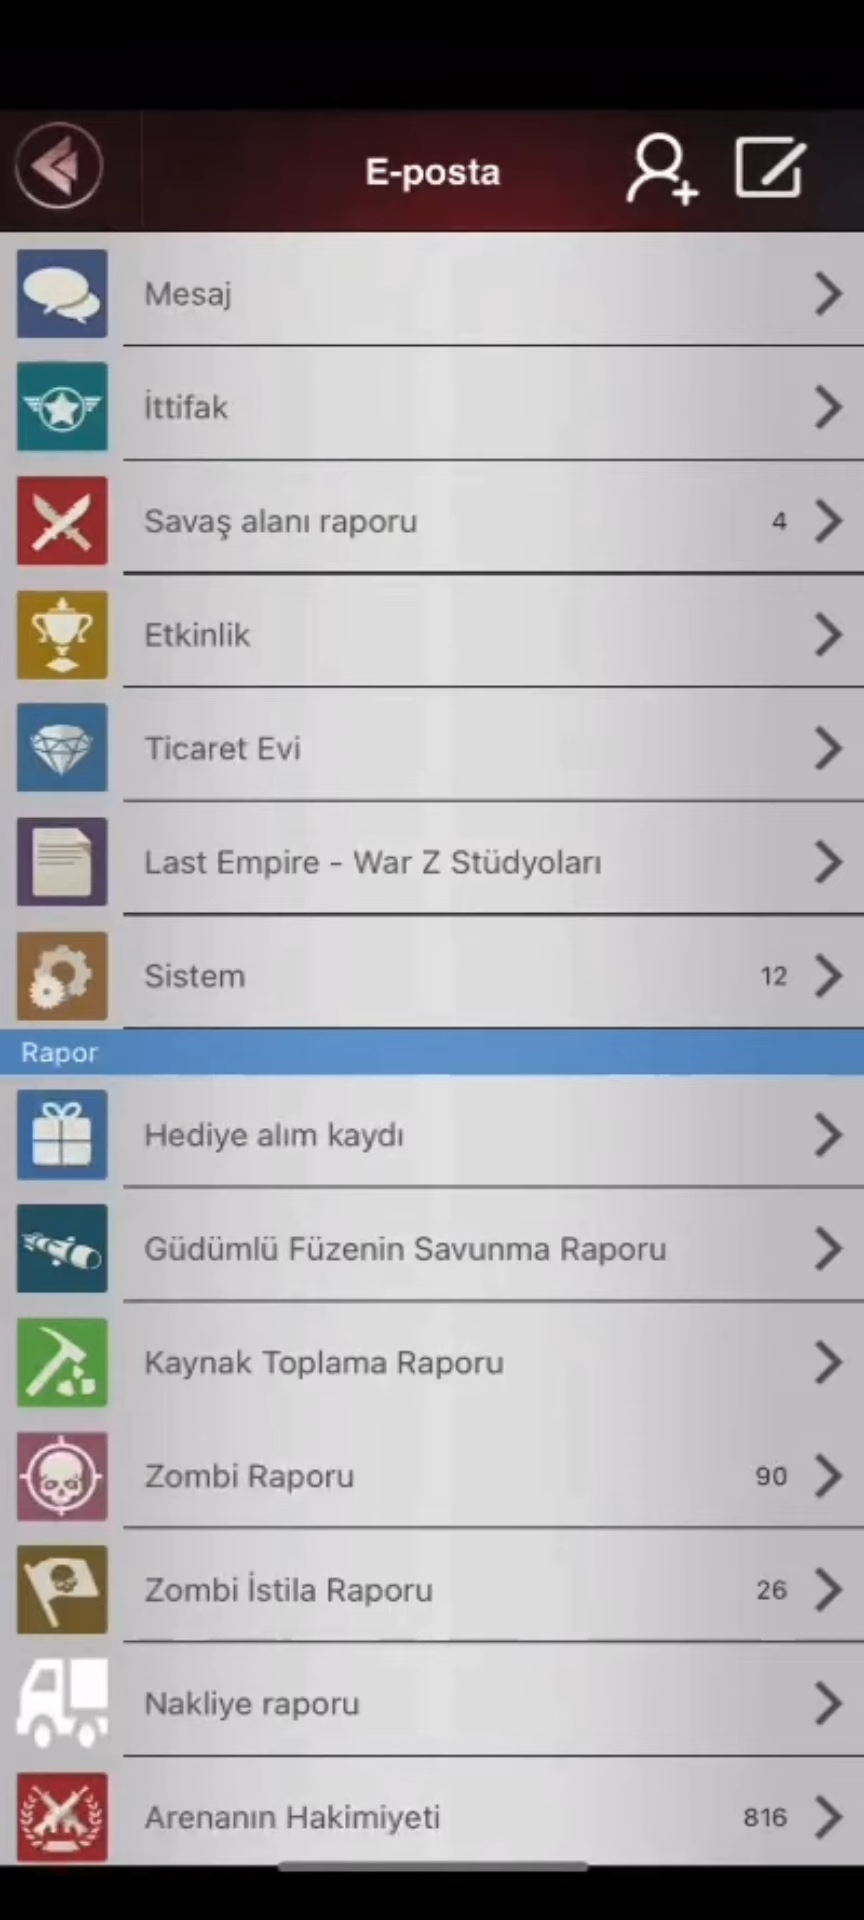 E-posta
Mesaj
İttifak
Savaş alanı raporu 4
Etkinlik
Ticaret Evi
Last Empire - War Z Stüdyoları
Sistem 12
Rapor
Hediye alım kaydı
Güdümlü Füzenin Savunma Raporu
Kaynak Toplama Raporu
Zombi Raporu 90
Zombi İstila Raporu 26
Nakliye raporu
Arenanın Hakimiyeti 816